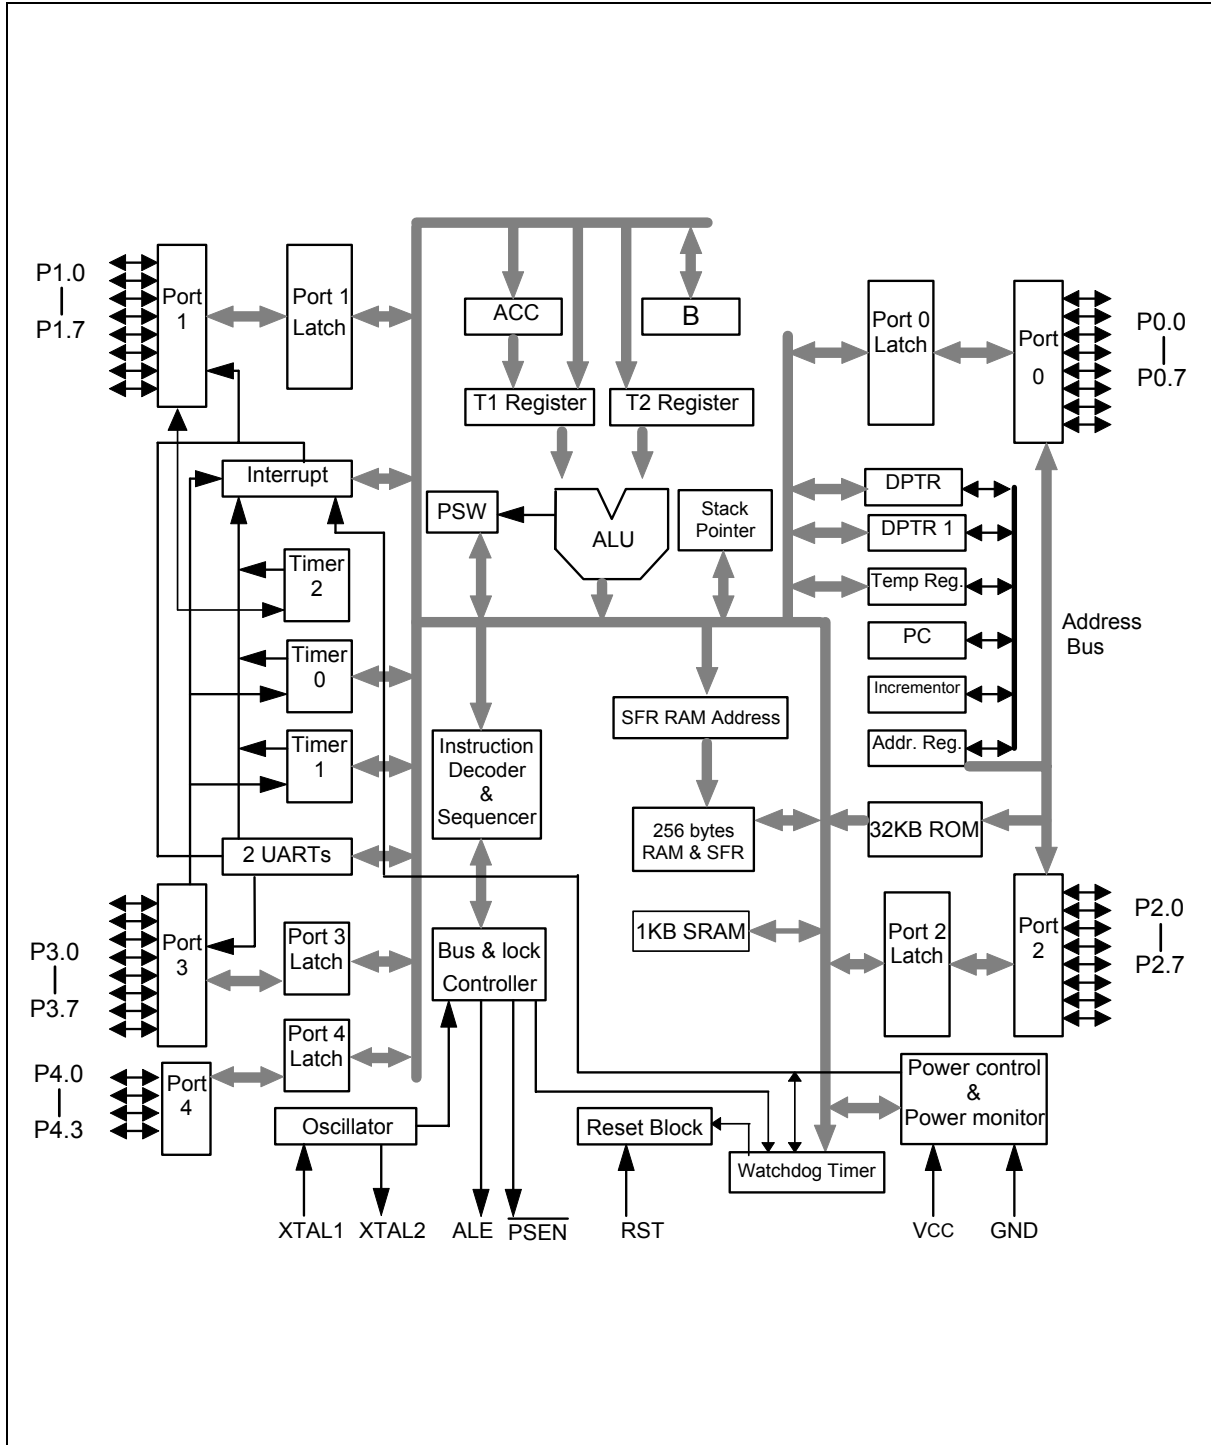 P1.0
P1.7
Port
1
Port 1
Latch
ACC
B
T1 Register
T2 Register
Port 0
Latch
Port
0
P0.0
P0.7
Interrupt
PSW
ALU
Stack
Pointer
DPTR
DPTR 1
Temp Reg.
PC
Incrementor
Addr. Reg.
Address
Bus
Timer
2
Timer
0
Timer
1
2 UARTs
Instruction
Decoder
&
Sequencer
SFR RAM Address
256 bytes
RAM & SFR
32KB ROM
1KB SRAM
Port 2
Latch
Port
2
P2.0
P2.7
P3.0
P3.7
Port
3
Port 3
Latch
Bus & lock
Controller
P4.0
P4.3
Port
4
Port 4
Latch
Oscillator
Reset Block
Watchdog Timer
Power control
&
Power monitor
XTAL1
XTAL2
ALE
PSEN
RST
VCC
GND